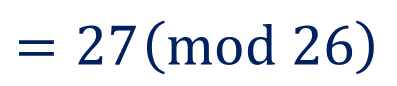 = 27(mod 26)